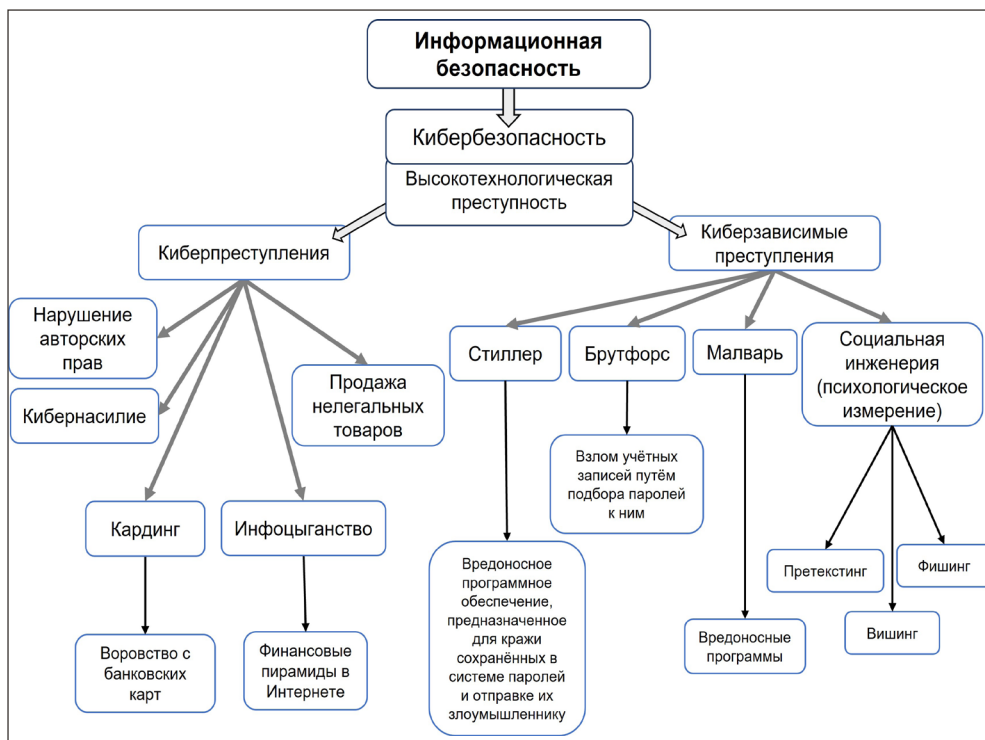 Информационная
безопасность
Кибербезопасность
Высокотехнологическая
преступность
Киберпреступления
Киберзависимые
преступления
Нарушение
авторских
прав
Кибернасилие
Продажа
нелегальных
товаров
Стиллер
Брутфорс
Малварь
Социальная
инженерия
(психологическое
измерение)
Взлом учётных
записей путём
подбора паролей
к ним
Кардинг
Инфоцыганство
Вредоносное
программное
обеспечение,
предназначенное
для кражи
сохранённых в
системе паролей
и отправке их
злоумышленнику
Претекстинг
Фишинг
Вишинг
Вредоносные
программы
Воровство с
банковских
карт
Финансовые
пирамиды в
Интернете